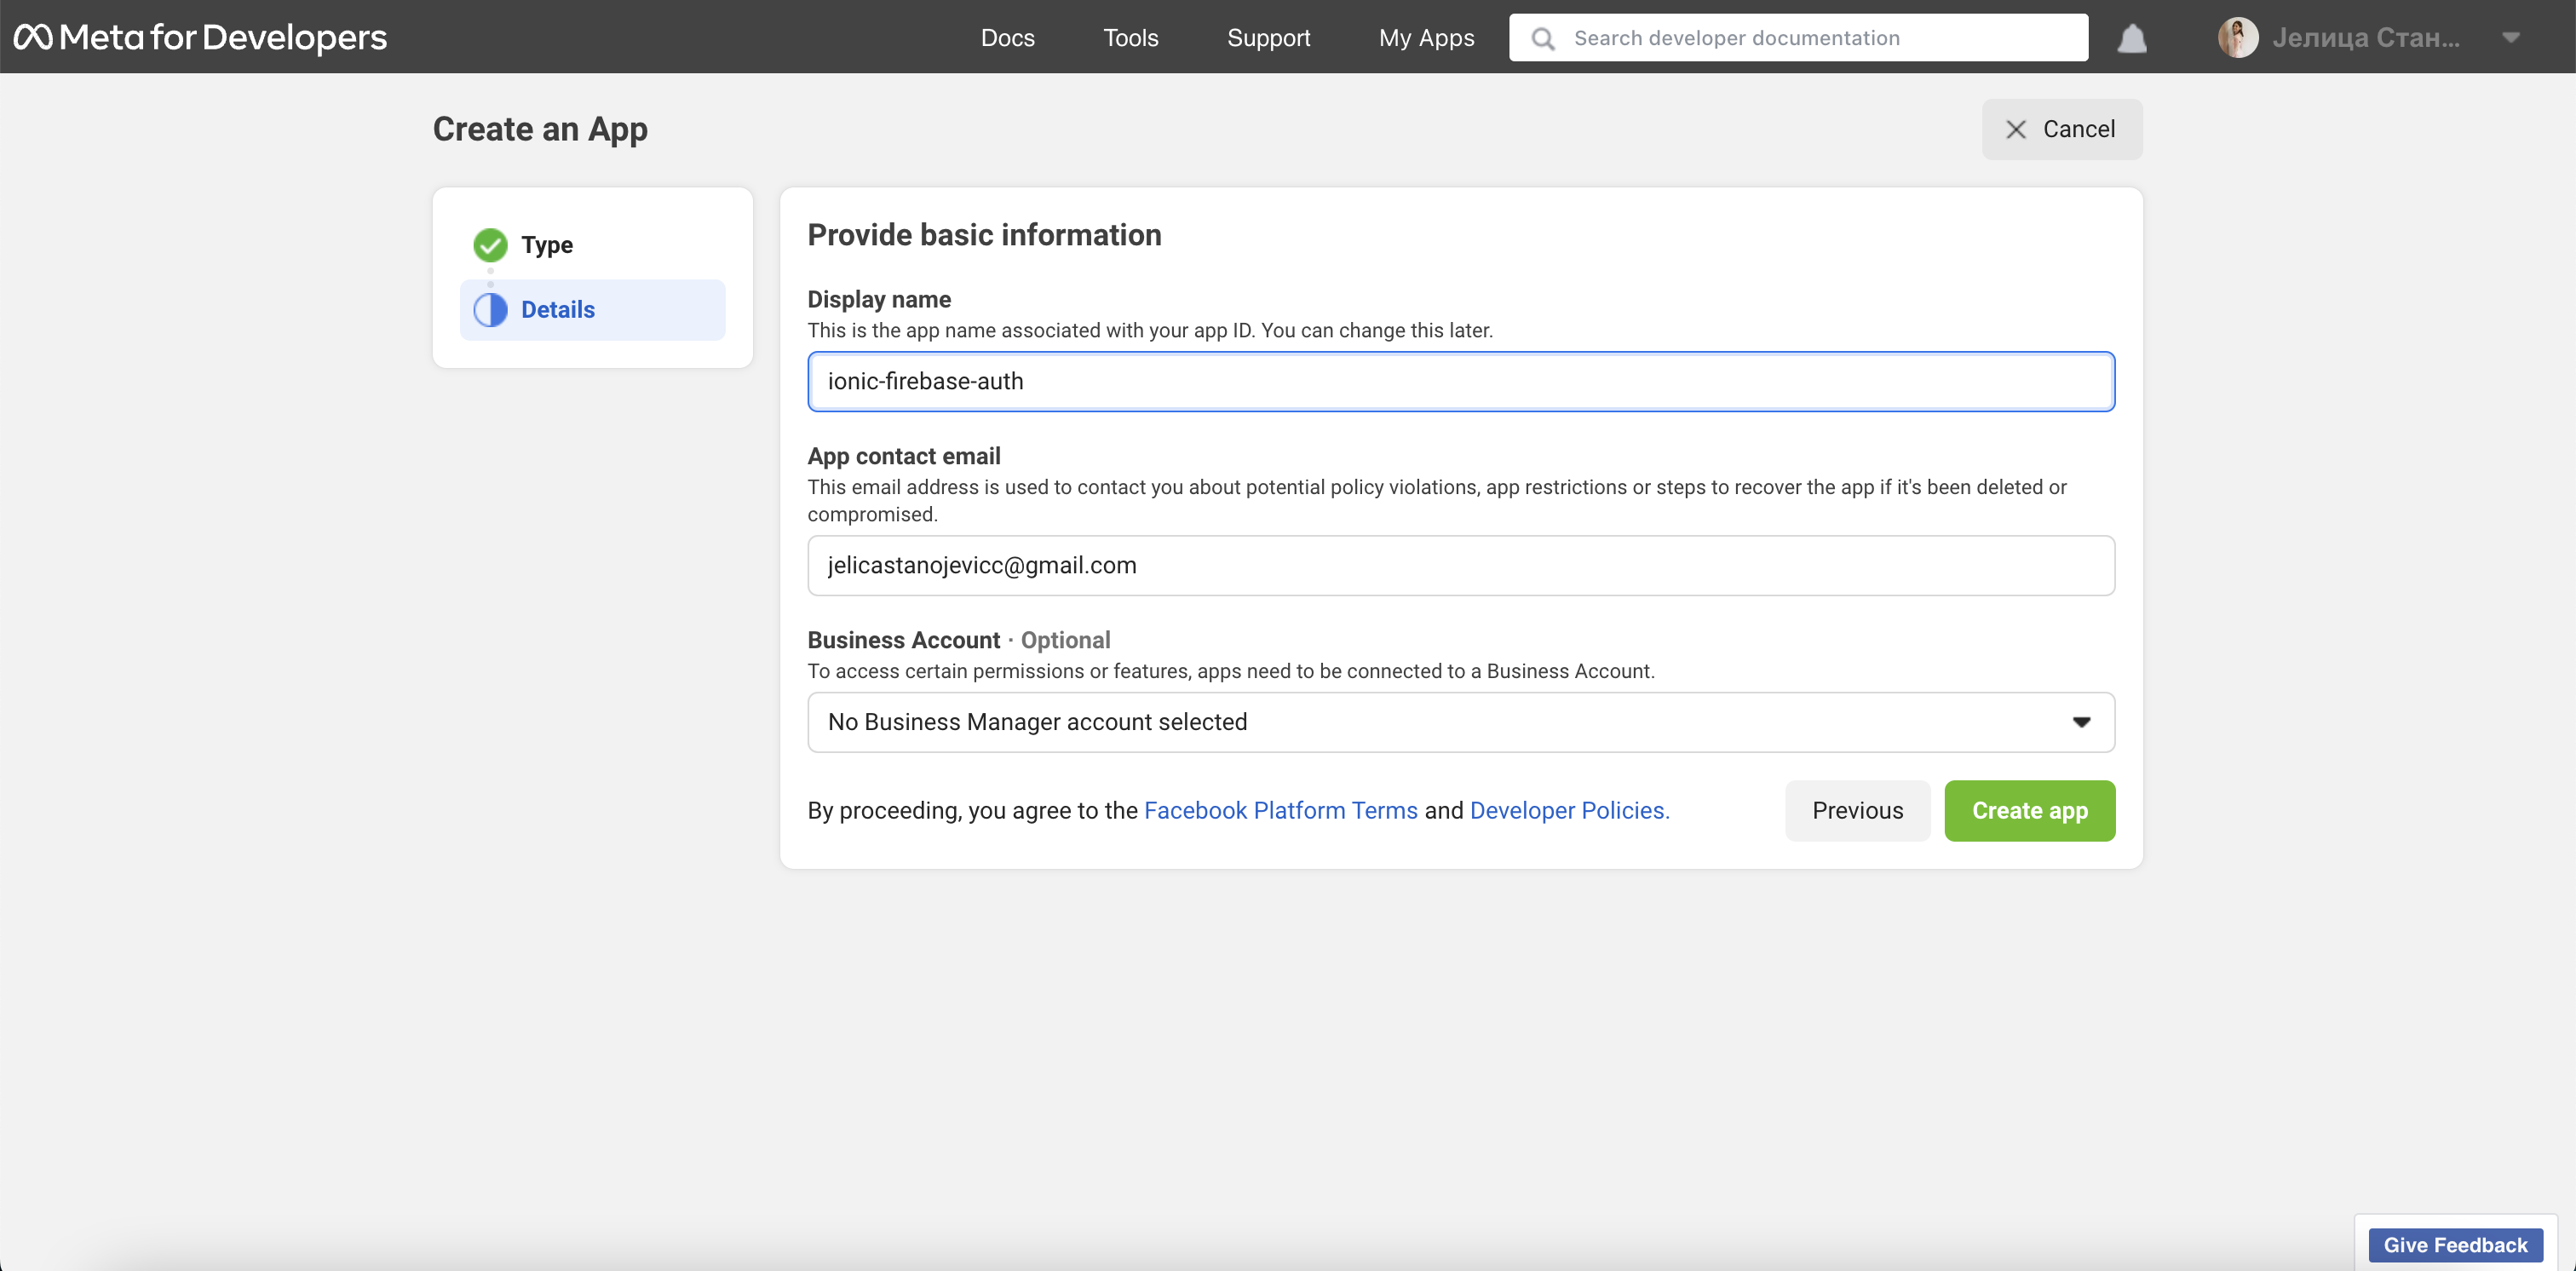 Meta for Developers
Docs
Tools
Support
My Apps
Search developer documentation
Јелица Стан...
Create an App
Cancel
Type
Details
Provide basic information
Display name
This is the app name associated with your app ID. You can change this later.
ionic-firebase-auth
App contact email
This email address is used to contact you about potential policy violations, app restrictions or steps to recover the app if it's been deleted or
compromised.
jelicastanojevicc@gmail.com
Business Account · Optional
To access certain permissions or features, apps need to be connected to a Business Account.
No Business Manager account selected
By proceeding, you agree to the Facebook Platform Terms and Developer Policies.
Previous
Create app
Give Feedback